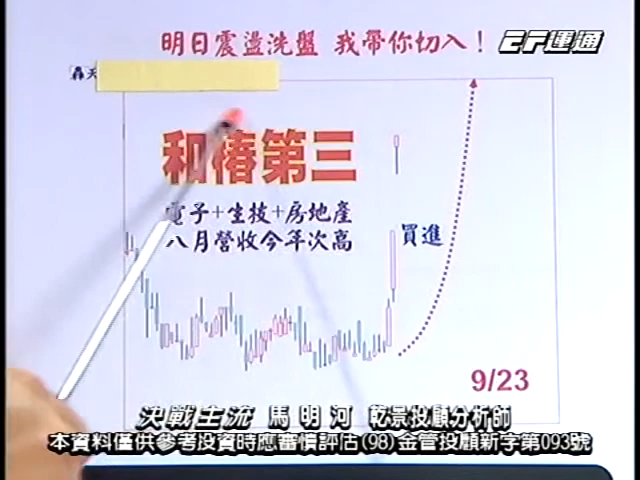 明日震盪洗盤 我帶你切入！
運通
「轟天
和椿第三
電子+生技+房地產
八月營收今年次高
買進
9/23
決戰主流 馬明河 乾景投顧分析師
本資料僅供參考投資時應審慎評估(98)金管投顧新字第093號